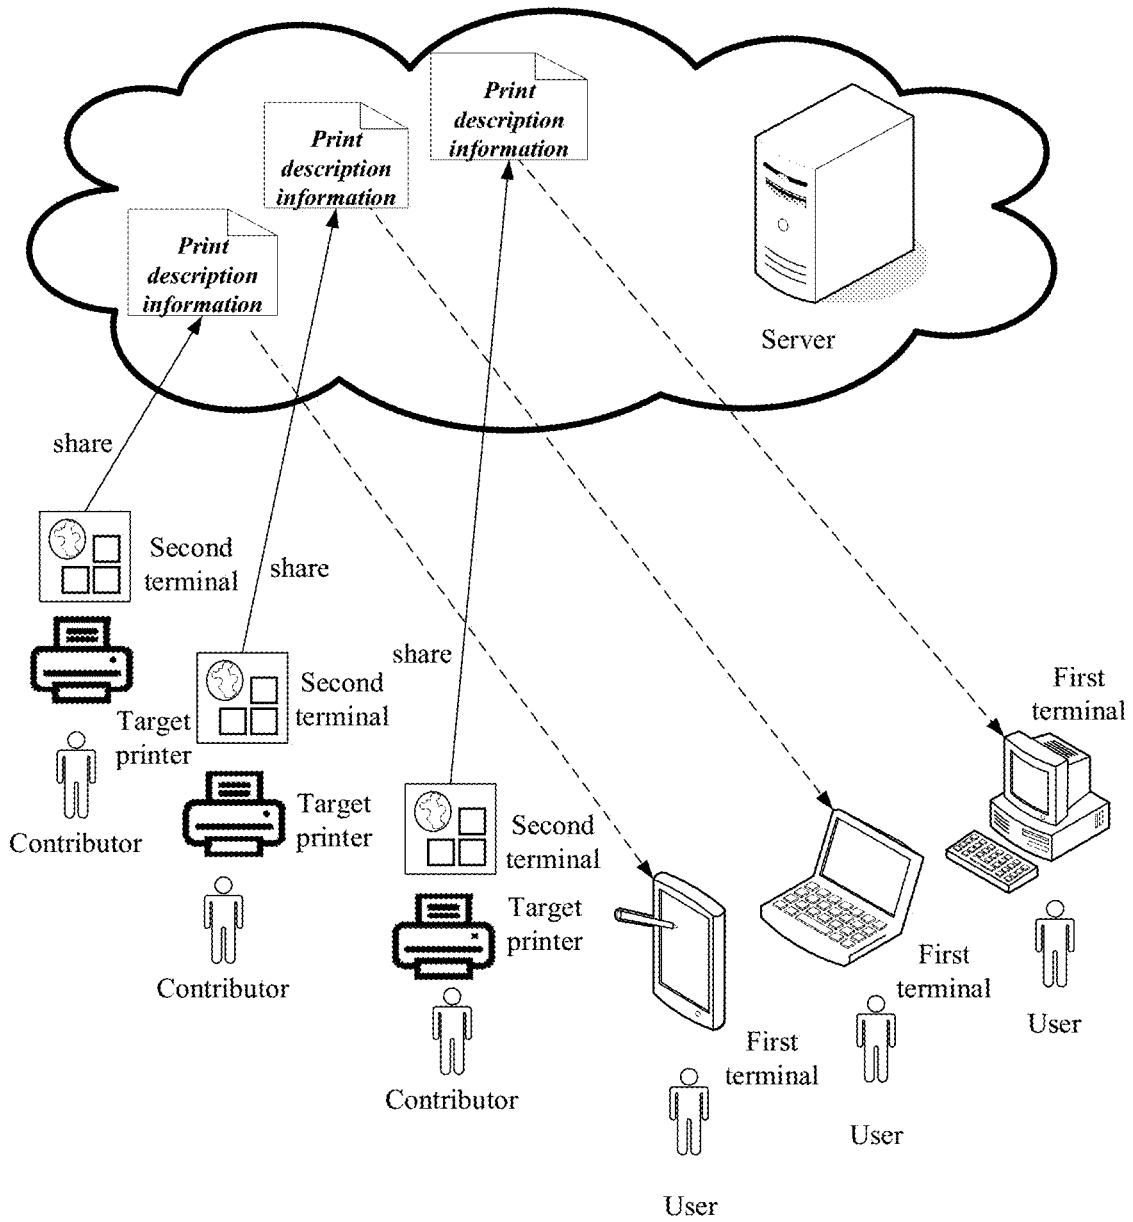 Print
description
information
Print
description
information
Print
description
information
Server
share
share
share
Second
terminal
Target
printer
Contributor
Second
terminal
Target
printer
Contributor
Second
terminal
Target
printer
Contributor
First
terminal
User
First
terminal
User
First
terminal
User